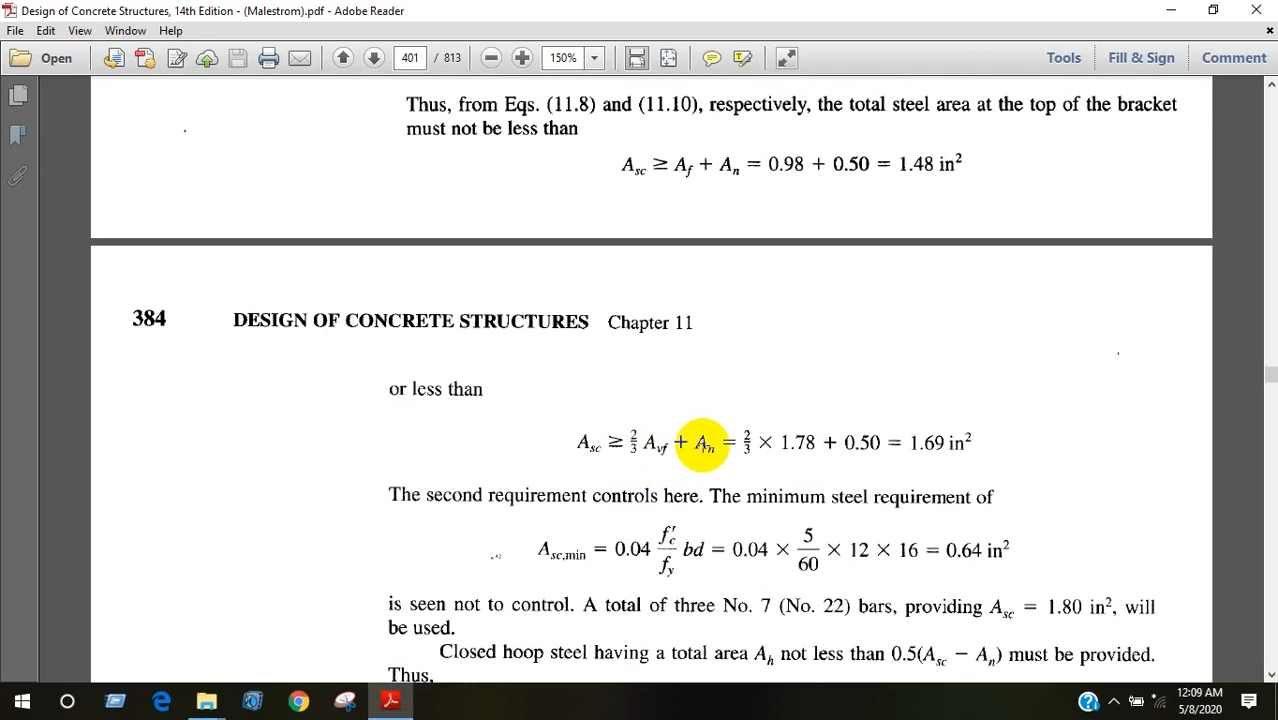 Design of Concrete Structures, 14th Edition - (Malestrom).pdf - Adobe Reader
File Edit View Window Help
Open 401 / 813 150% Tools Fill & Sign Comment
Thus, from Eqs. (11.8) and (11.10), respectively, the total steel area at the top of the bracket
must not be less than
A_sc ≥ A_f + A_n = 0.98 + 0.50 = 1.48 in²
384 DESIGN OF CONCRETE STRUCTURES Chapter 11
or less than
A_sc ≥ 2/3 A_vf + A_n = 2/3 × 1.78 + 0.50 = 1.69 in²
The second requirement controls here. The minimum steel requirement of
A_sc,min = 0.04 f′_c/f_y bd = 0.04 × 5/60 × 12 × 16 = 0.64 in²
is seen not to control. A total of three No. 7 (No. 22) bars, providing A_sc = 1.80 in², will
be used.
Closed hoop steel having a total area A_h not less than 0.5(A_sc − A_n) must be provided.
Thus,
12:09 AM
5/8/2020